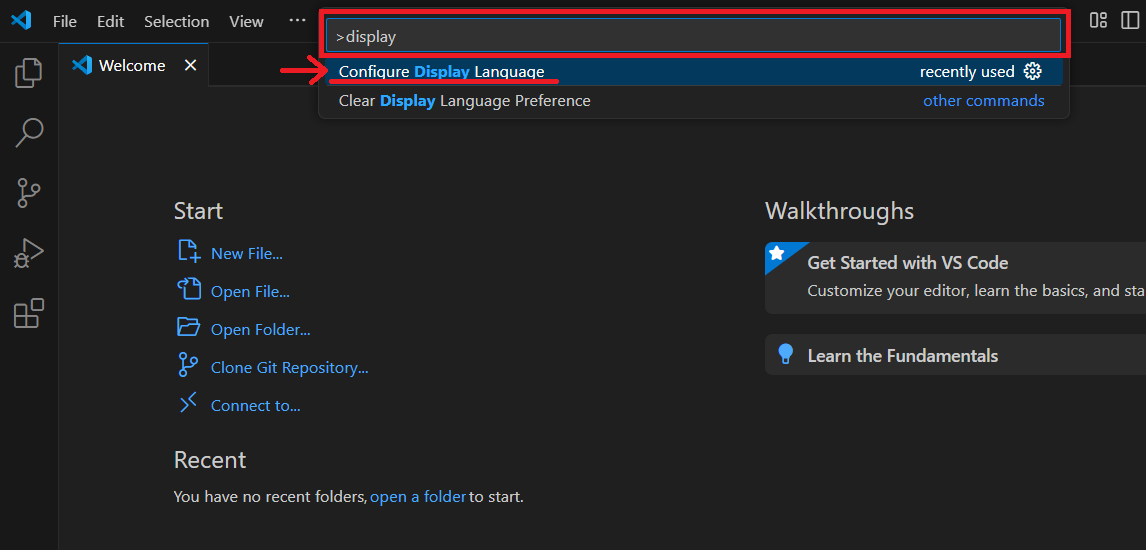 File Edit Selection View ...
>display
Welcome
Configure Display Language recently used
Clear Display Language Preference other commands
Start
New File...
Open File...
Open Folder...
Clone Git Repository...
Connect to...
Recent
You have no recent folders, open a folder to start.
Walkthroughs
Get Started with VS Code
Customize your editor, learn the basics, and sta
Learn the Fundamentals